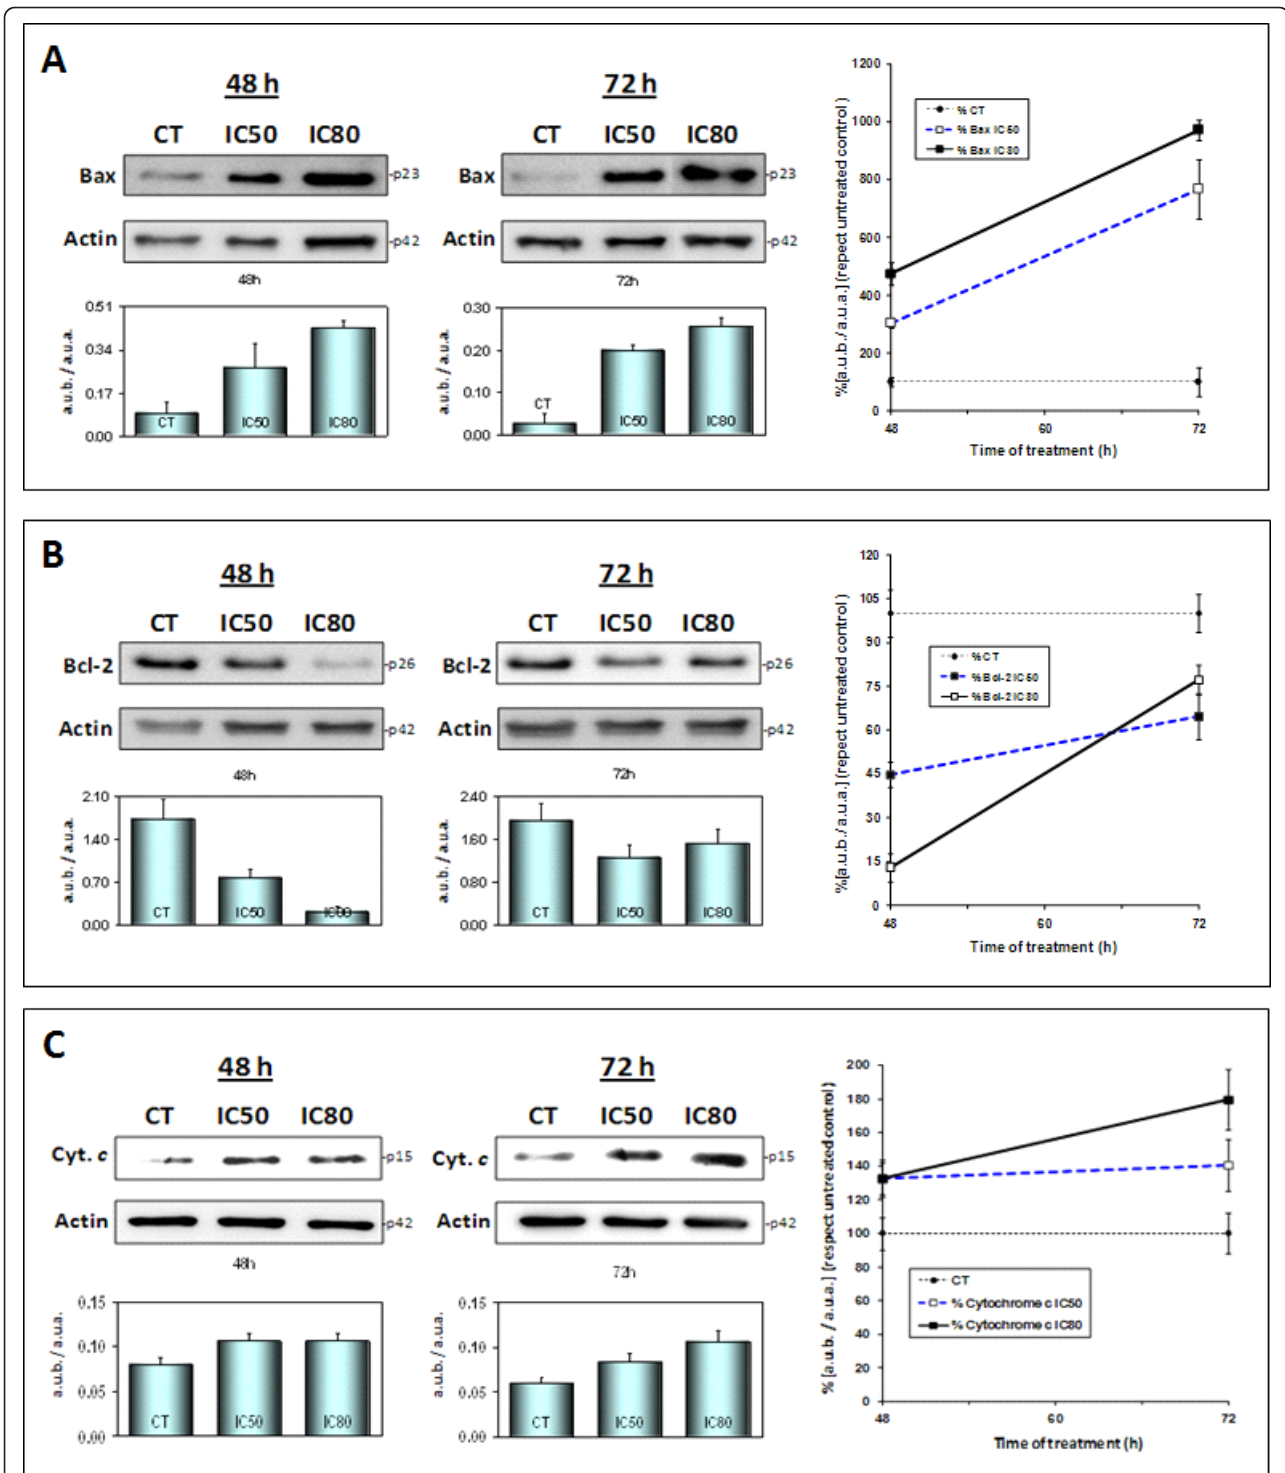 A
48 h
72 h
CT IC50 IC80
CT IC50 IC80
Bax
-p23
Bax
-p23
Actin
-p42
Actin
-p42
48h
72h
a.u.b. / a.u.a.
0.51
0.34
0.17
0.00
CT
IC50
IC80
a.u.b. / a.u.a.
0.30
0.20
0.10
0.00
CT
IC50
IC80
%[a.u.b./ a.u.a.] (repect untreated control )
1200
1000
800
600
400
200
0
% CT
% Bax IC50
% Bax IC80
48 60 72
Time of treatment (h)
B
48 h
72 h
CT IC50 IC80
CT IC50 IC80
Bcl-2
-p26
Bcl-2
-p26
Actin
-p42
Actin
-p42
48h
72h
a.u.b. / a.u.a.
2.10
1.40
0.70
0.00
CT
IC50
IC80
a.u.b. / a.u.a.
2.40
1.60
0.80
0.00
CT
IC50
IC80
%[a.u.b./ a.u.a.] (repect untreated control)
120
105
90
75
60
45
30
15
0
% CT
% Bcl-2 IC50
% Bcl-2 IC80
48 60 72
Time of treatment (h)
C
48 h
72 h
CT IC50 IC80
CT IC50 IC80
Cyt. c
-p15
Cyt. c
-p15
Actin
-p42
Actin
-p42
48h
72h
a.u.b. / a.u.a.
0.15
0.10
0.05
0.00
CT
IC50
IC80
a.u.b. / a.u.a.
0.15
0.10
0.05
0.00
CT
IC50
IC80
% [a.u.b. / a.u.a.] (respect untreated control)
200
180
160
140
120
100
80
60
40
20
0
CT
% Cytochrome c IC50
% Cytochrome c IC80
48 60 72
Time of treatment (h)